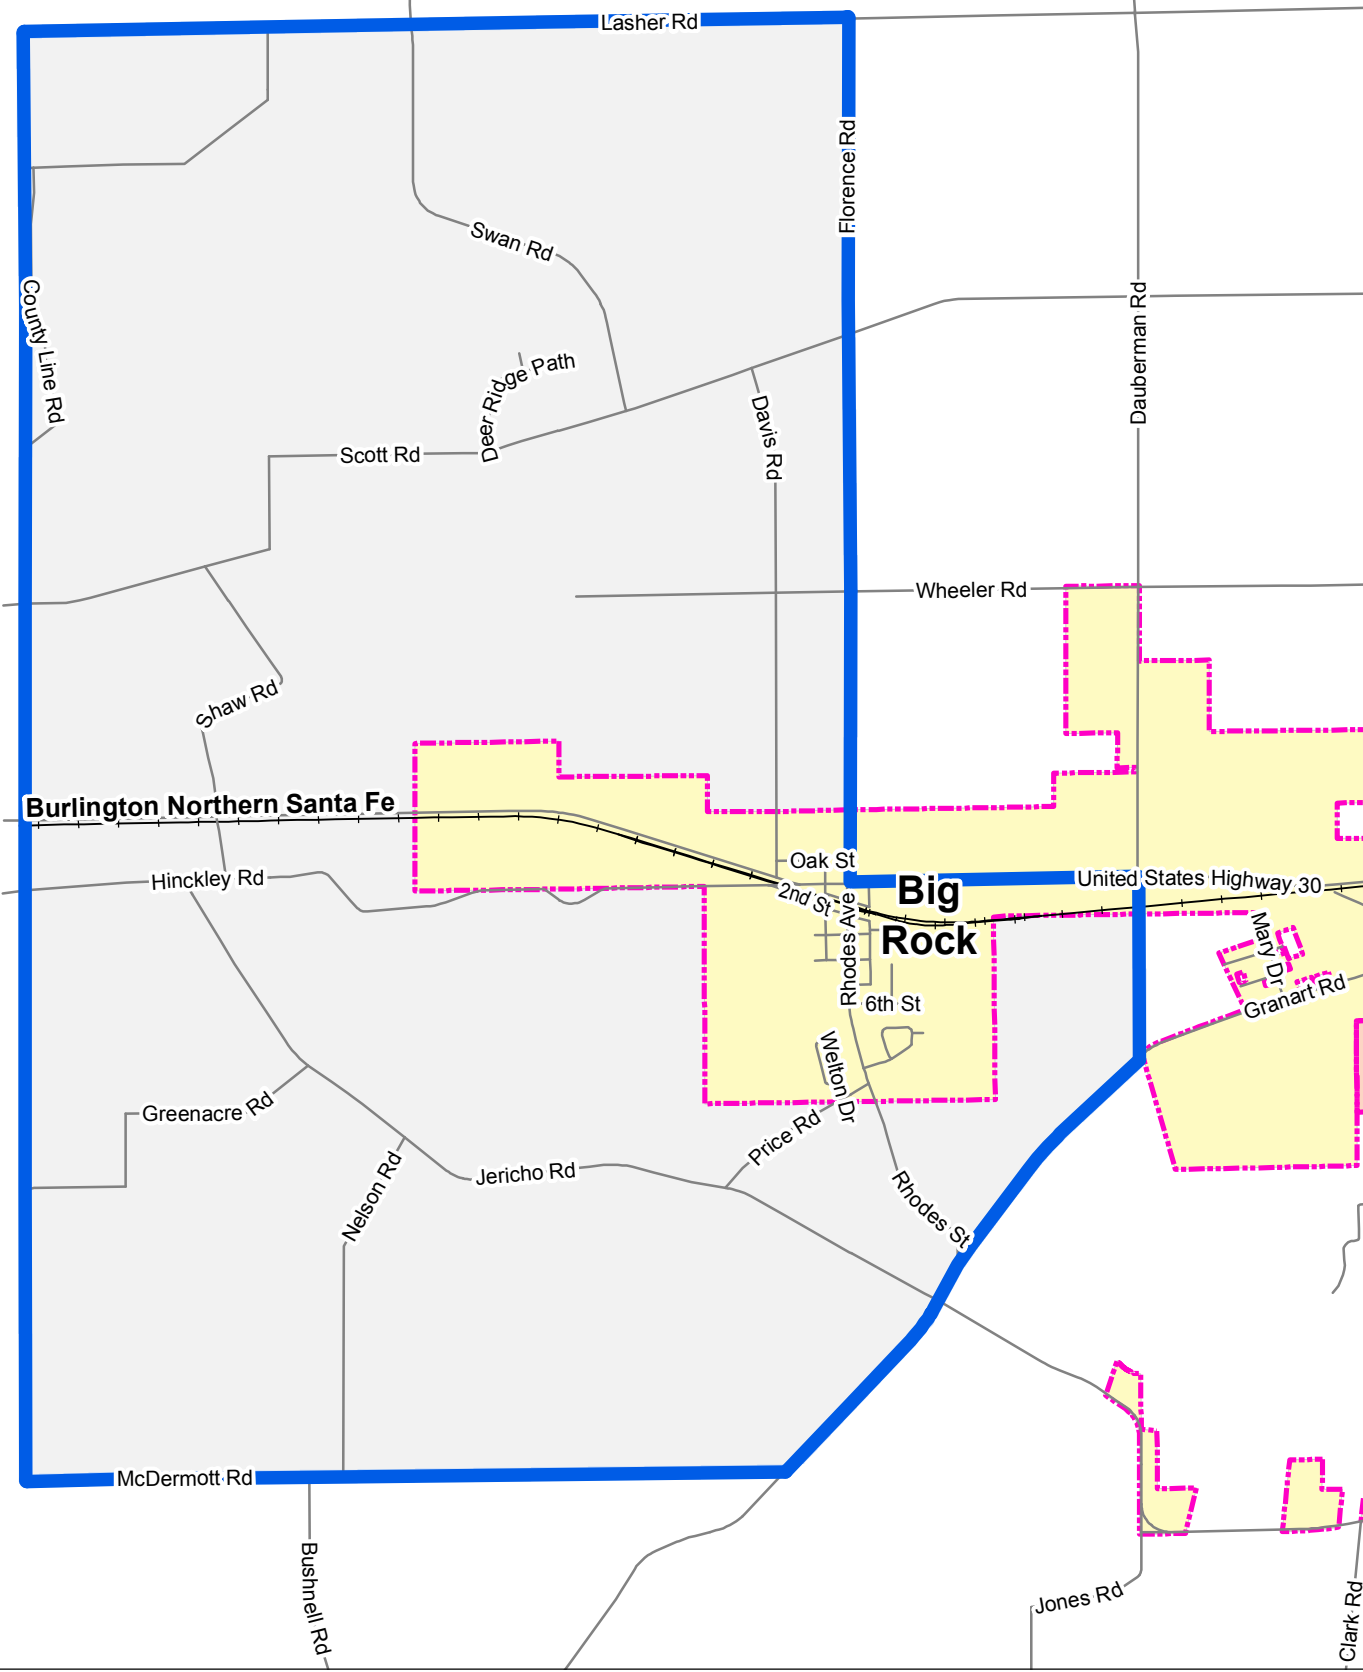 Lasher Rd
Florence Rd
Swan Rd
County Line Rd
Dauberman Rd
Deer Ridge Path
Davis Rd
Scott Rd
Wheeler Rd
Shaw Rd
Burlington Northern Santa Fe
Oak St
Hinckley Rd
United States Highway 30
2nd St
Big
Rock
Rhodes Ave
Mary Dr
6th St
Granart Rd
Welton Dr
Greenacre Rd
Price Rd
Jericho Rd
Nelson Rd
Rhodes St
McDermott Rd
Bushnell Rd
Jones Rd
Clark Rd